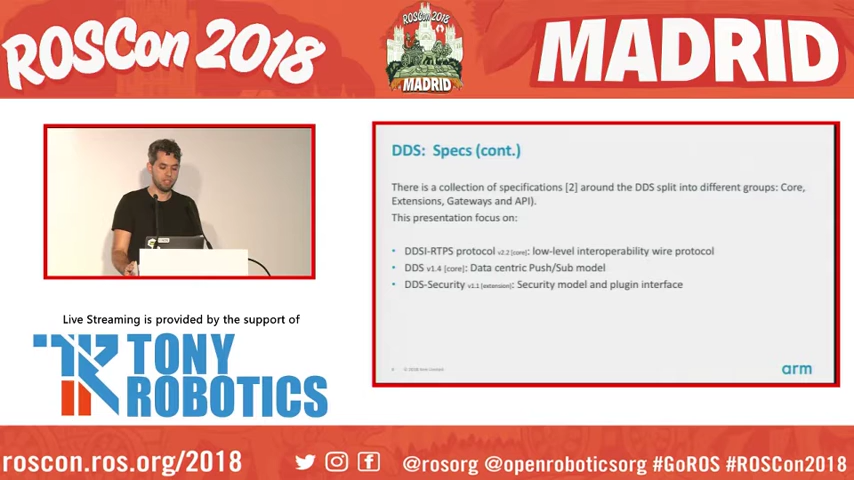 ROSCon 2018
ROSCON 2018
MADRID
MADRID
DDS: Specs (cont.)
There is a collection of specifications [2] around the DDS split into different groups: Core,
Extensions, Gateways and API).
This presentation focus on:
• DDSI-RTPS protocol v2.2 [core]: low-level interoperability wire protocol
• DDS v1.4 [core]: Data centric Push/Sub model
• DDS-Security v1.1 [extension]: Security model and plugin interface
© 2018 Arm Limited
arm
Live Streaming is provided by the support of
TONY
ROBOTICS
roscon.ros.org/2018
@rosorg @openroboticsorg #GoROS #ROSCon2018